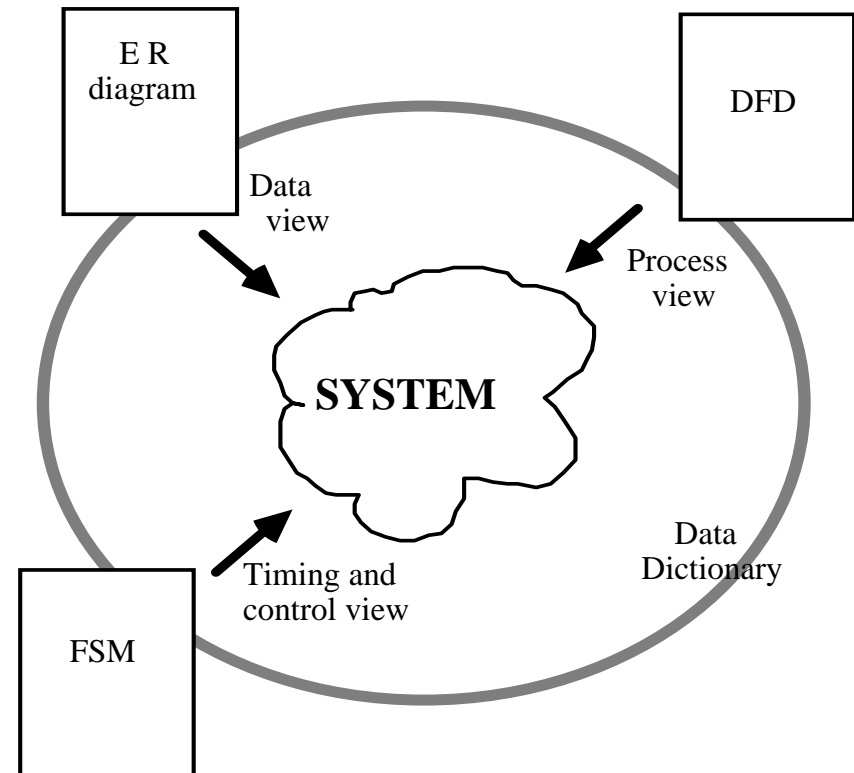 E R
diagram
DFD
Data
view
Process
view
SYSTEM
Data
Dictionary
Timing and
control view
FSM